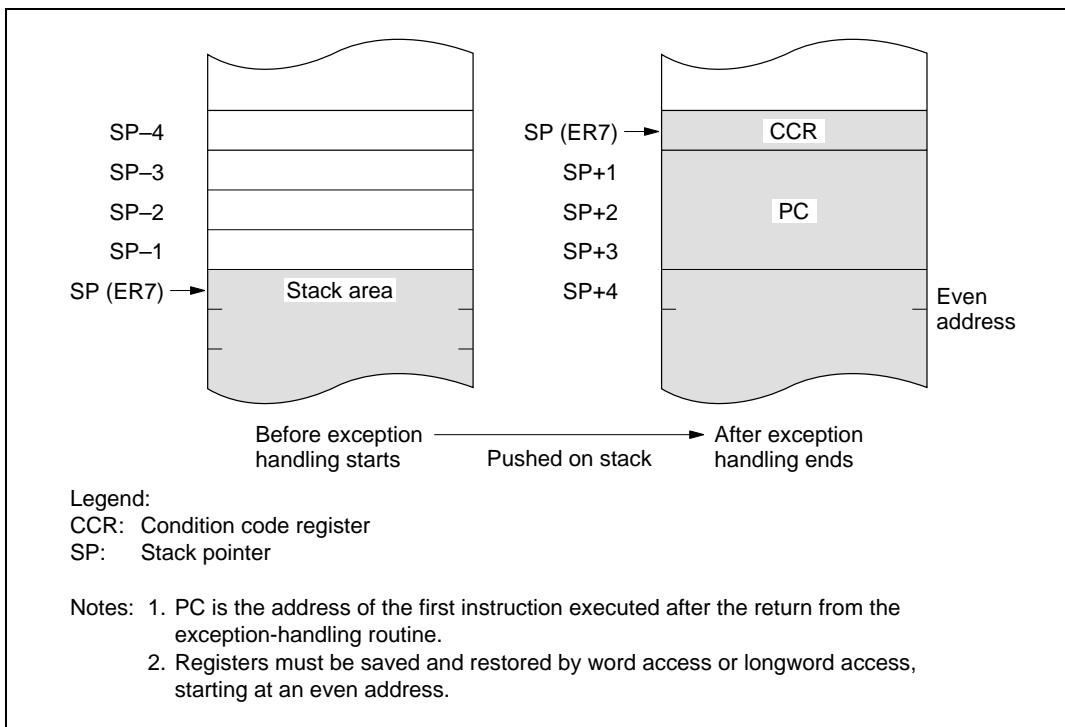 SP–4
SP–3
SP–2
SP–1
SP (ER7)
Stack area
SP (ER7)
CCR
SP+1
SP+2
PC
SP+3
SP+4
Even
address
Before exception
handling starts
Pushed on stack
After exception
handling ends
Legend:
CCR: Condition code register
SP: Stack pointer
Notes: 1. PC is the address of the first instruction executed after the return from the
exception-handling routine.
2. Registers must be saved and restored by word access or longword access,
starting at an even address.